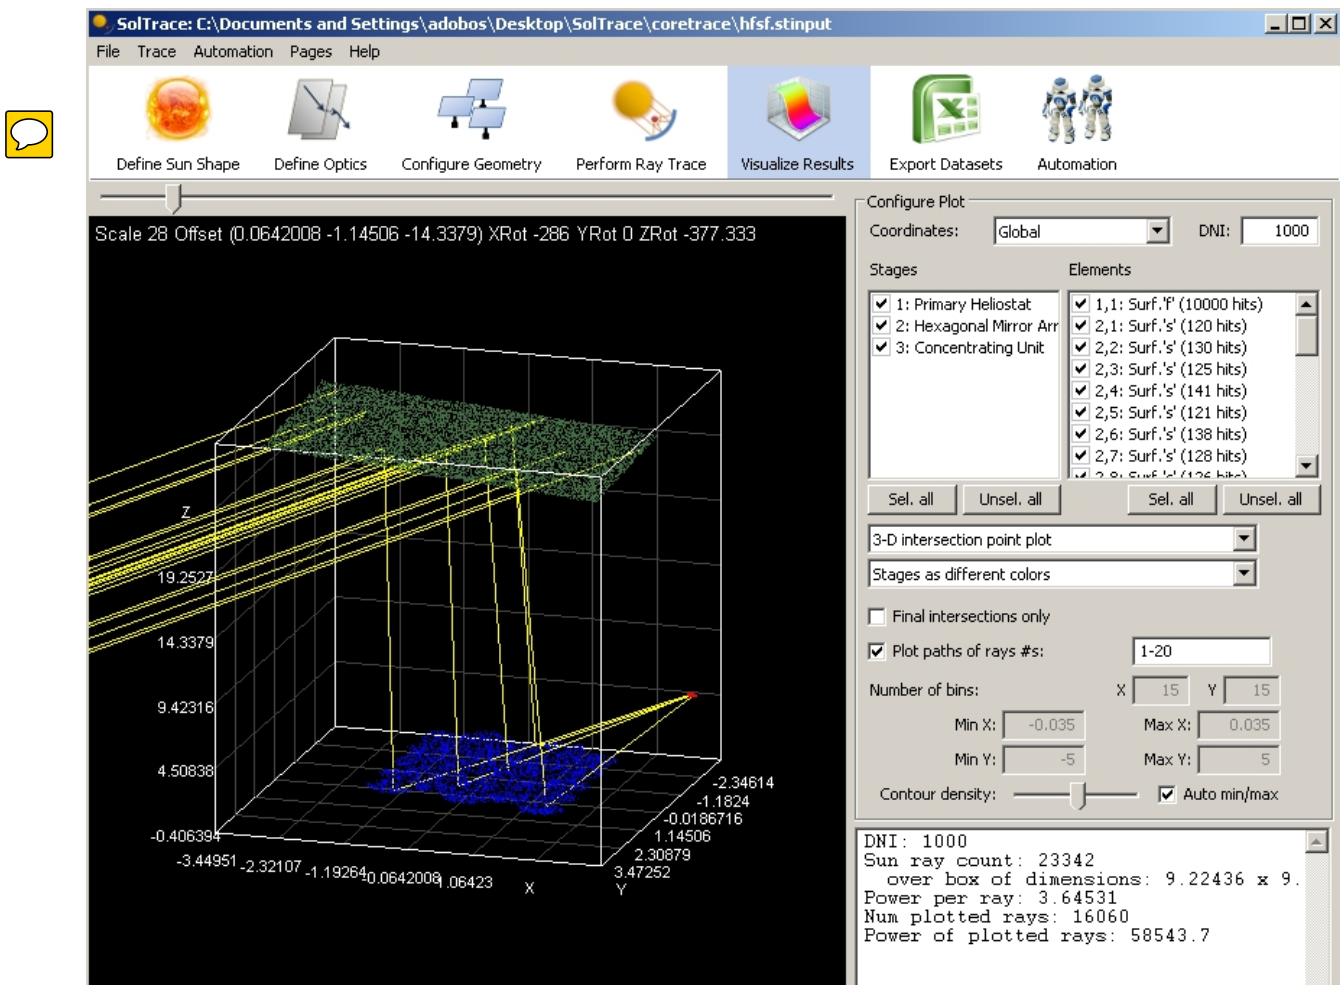 SolTrace: C:\Documents and Settings\adobos\Desktop\SolTrace\coretrace\hfsf.stinput
File Trace Automation Pages Help
Define Sun Shape Define Optics Configure Geometry Perform Ray Trace Visualize Results Export Datasets Automation
Scale 28 Offset (0.0642008 -1.14506 -14.3379) XRot -286 YRot 0 ZRot -377.333
Z
19.2527
14.3379
9.42316
4.50838
-0.406394
-3.44951
-2.32107
-1.19264
-0.0642008
1.06423
X
-2.34614
-1.1824
-0.0186716
1.14506
2.30879
3.47252
Y
Configure Plot
Coordinates: Global DNI: 1000
Stages Elements
1: Primary Heliostat
2: Hexagonal Mirror Arr
3: Concentrating Unit
1,1: Surf.'f' (10000 hits)
2,1: Surf.'s' (120 hits)
2,2: Surf.'s' (130 hits)
2,3: Surf.'s' (125 hits)
2,4: Surf.'s' (141 hits)
2,5: Surf.'s' (121 hits)
2,6: Surf.'s' (138 hits)
2,7: Surf.'s' (128 hits)
2,8: Surf.'s' (126 hits)
Sel. all Unsel. all Sel. all Unsel. all
3-D intersection point plot
Stages as different colors
Final intersections only
Plot paths of rays #s: 1-20
Number of bins: X 15 Y 15
Min X: -0.035 Max X: 0.035
Min Y: -5 Max Y: 5
Contour density: Auto min/max
DNI: 1000
Sun ray count: 23342
over box of dimensions: 9.22436 x 9.
Power per ray: 3.64531
Num plotted rays: 16060
Power of plotted rays: 58543.7